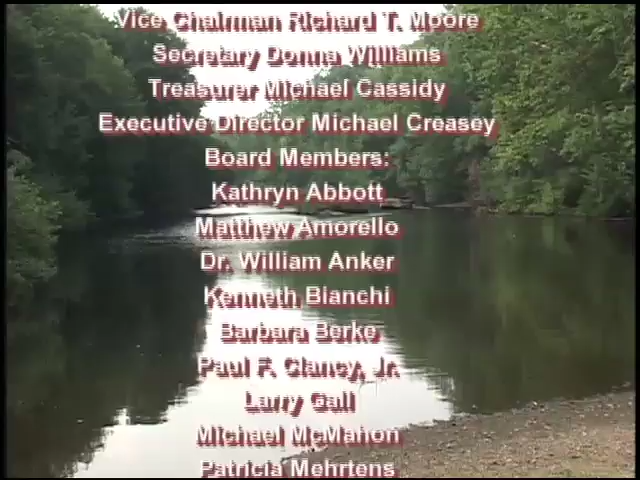 Vice Chairman Richard T. Moore
Secretary Donna Williams
Treasurer Michael Cassidy
Executive Director Michael Creasey
Board Members:
Kathryn Abbott
Matthew Amorello
Dr. William Anker
Kenneth Bianchi
Barbara Berke
Paul F. Clancy, Jr.
Larry Gall
Michael McMahon
Patricia Mehrtens